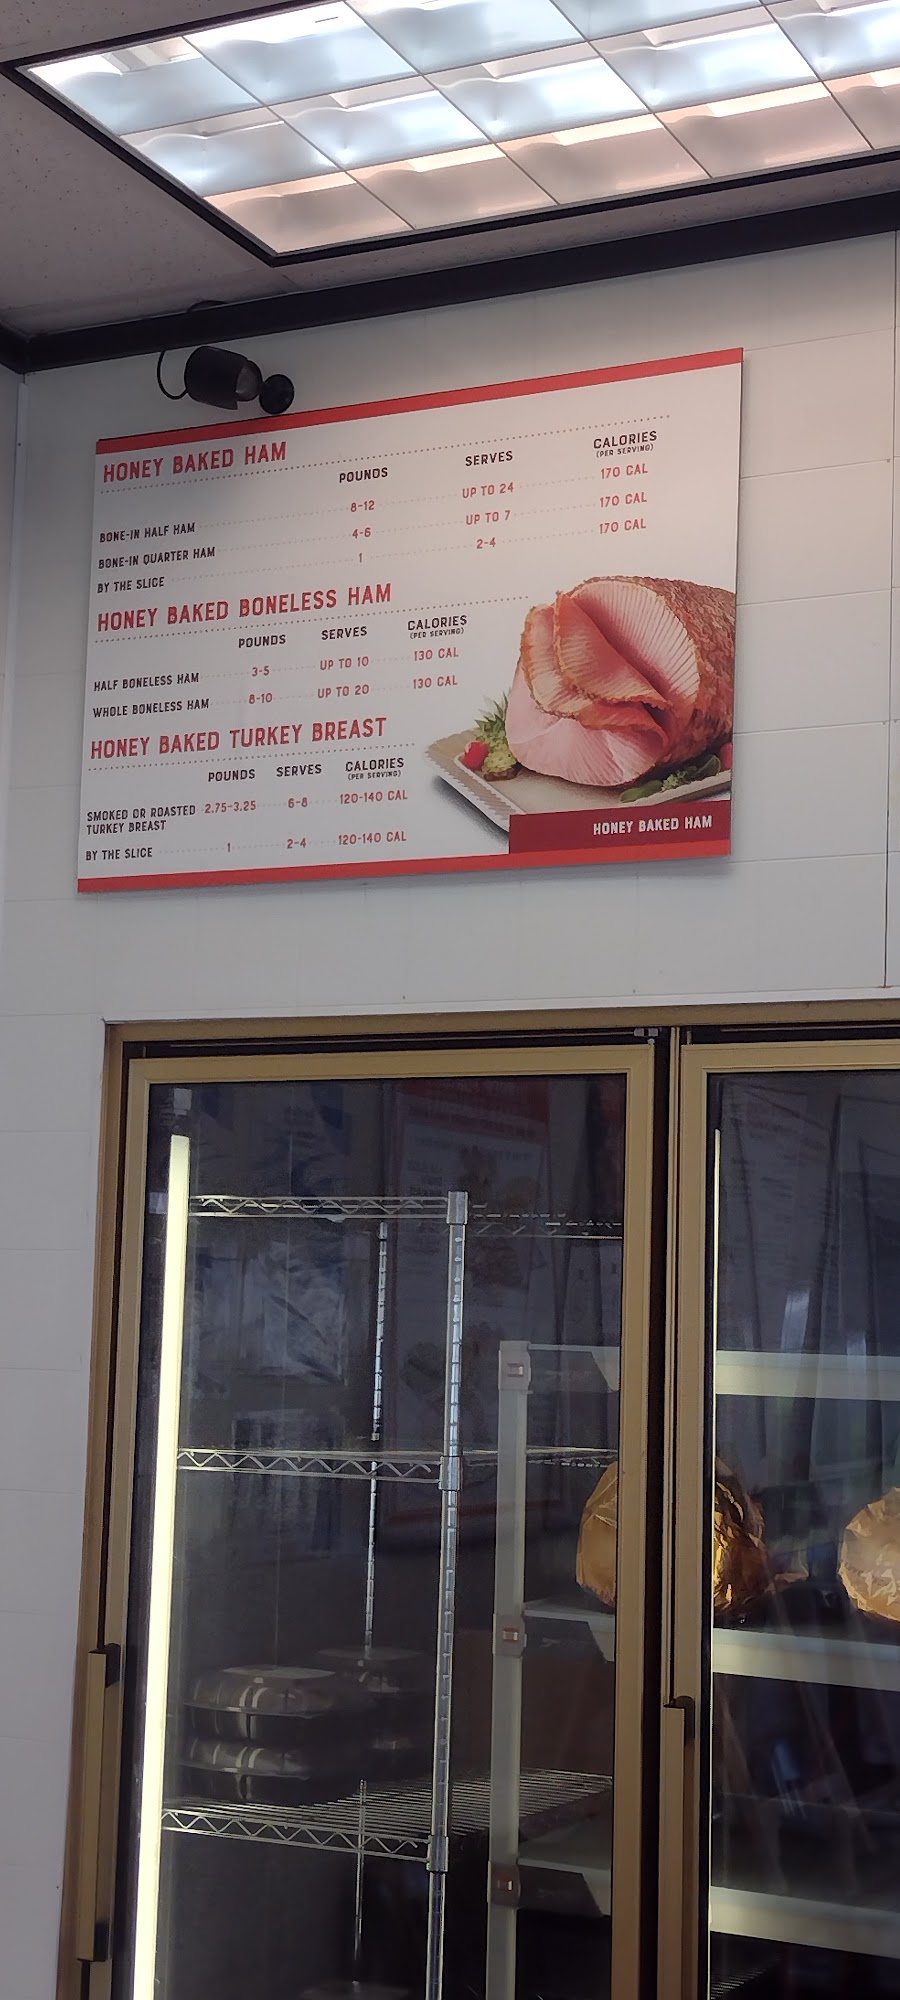 HONEY BAKED HAM
POUNDS SERVES CALORIES (PER SERVING)
BONE-IN HALF HAM 8-12 UP TO 24 170 CAL
BONE-IN QUARTER HAM 4-6 UP TO 7 170 CAL
BY THE SLICE 1 2-4 170 CAL
HONEY BAKED BONELESS HAM
POUNDS SERVES CALORIES (PER SERVING)
HALF BONELESS HAM 3-5 UP TO 10 130 CAL
WHOLE BONELESS HAM 8-10 UP TO 20 130 CAL
HONEY BAKED TURKEY BREAST
POUNDS SERVES CALORIES (PER SERVING)
SMOKED OR ROASTED TURKEY BREAST 2.75-3.25 6-8 120-140 CAL
BY THE SLICE 1 2-4 120-140 CAL
HONEY BAKED HAM